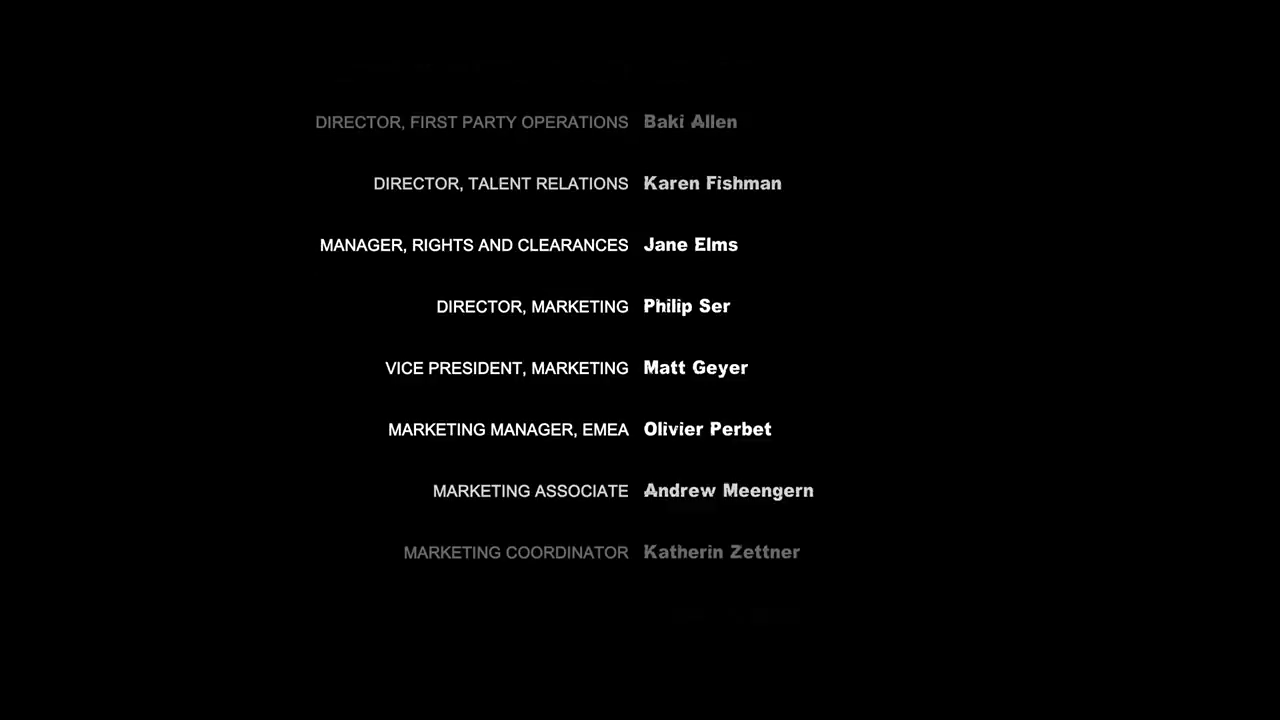 DIRECTOR, FIRST PARTY OPERATIONS Baki Allen
DIRECTOR, TALENT RELATIONS Karen Fishman
MANAGER, RIGHTS AND CLEARANCES Jane Elms
DIRECTOR, MARKETING Philip Ser
VICE PRESIDENT, MARKETING Matt Geyer
MARKETING MANAGER, EMEA Olivier Perbet
MARKETING ASSOCIATE Andrew Meengern
MARKETING COORDINATOR Katherin Zettner